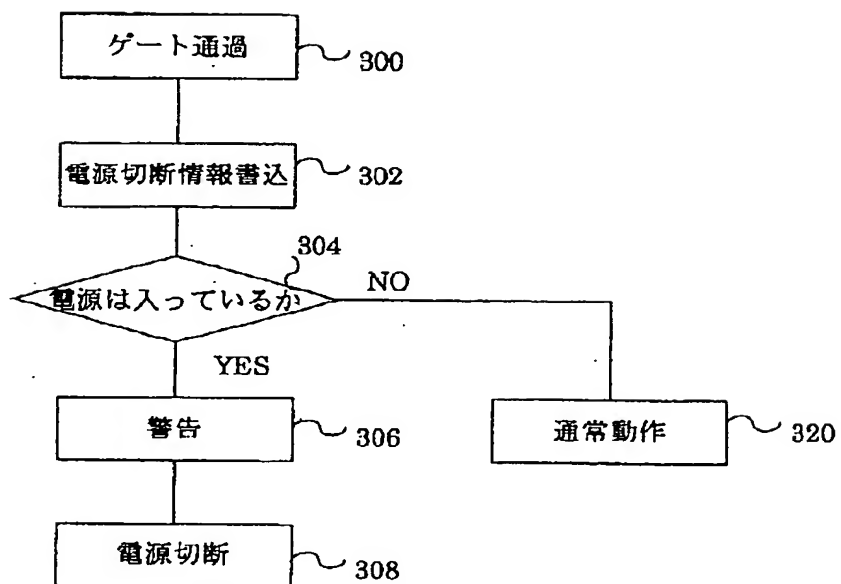 ゲート通過
300
電源切断情報書込
302
304
電源は入っているか
NO
YES
警告
306
通常動作
320
電源切断
308